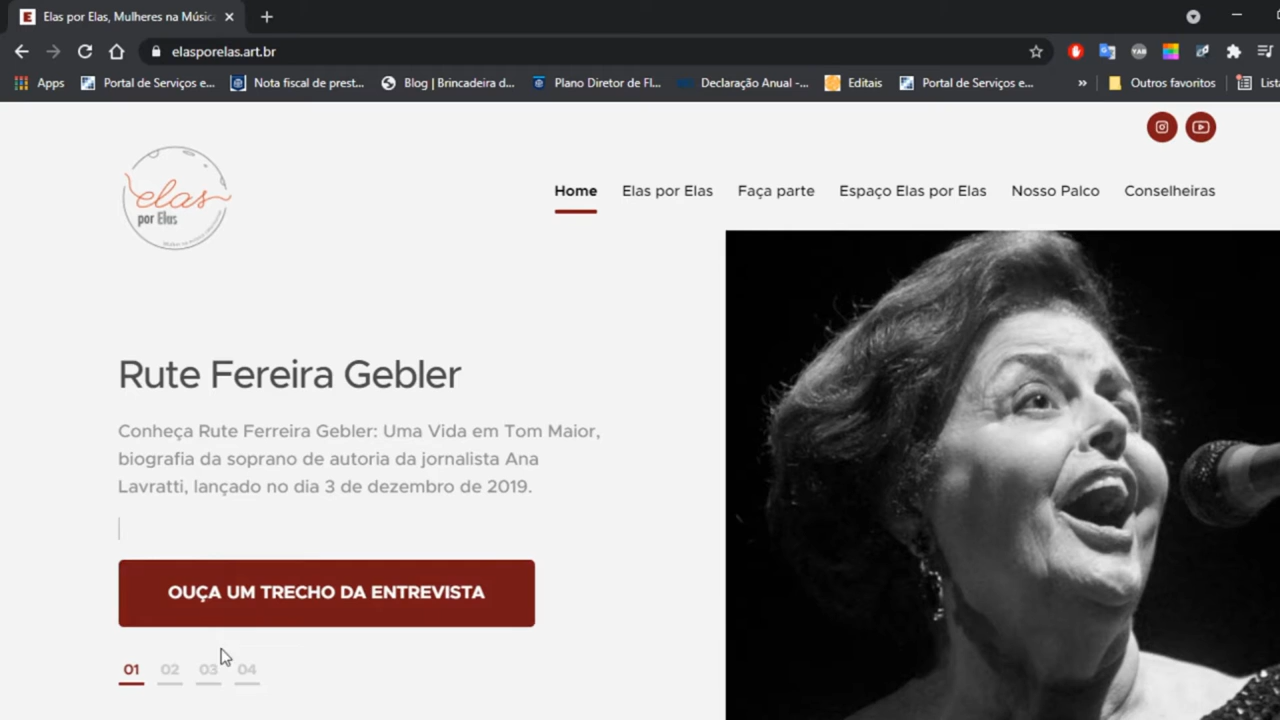 Elas por Elas, Mulheres na Música
elasporelas.art.br
YAB
Apps
Portal de Serviços e...
Nota fiscal de prest...
Blog | Brincadeira d...
Plano Diretor de Fl...
Declaração Anual -...
Editais
Portal de Serviços e...
»
Outros favoritos
List
elas
por Elas
Home
Elas por Elas
Faça parte
Espaço Elas por Elas
Nosso Palco
Conselheiras
Rute Fereira Gebler
Conheça Rute Ferreira Gebler: Uma Vida em Tom Maior,
biografia da soprano de autoria da jornalista Ana
Lavratti, lançado no dia 3 de dezembro de 2019.
OUÇA UM TRECHO DA ENTREVISTA
01 02 03 04